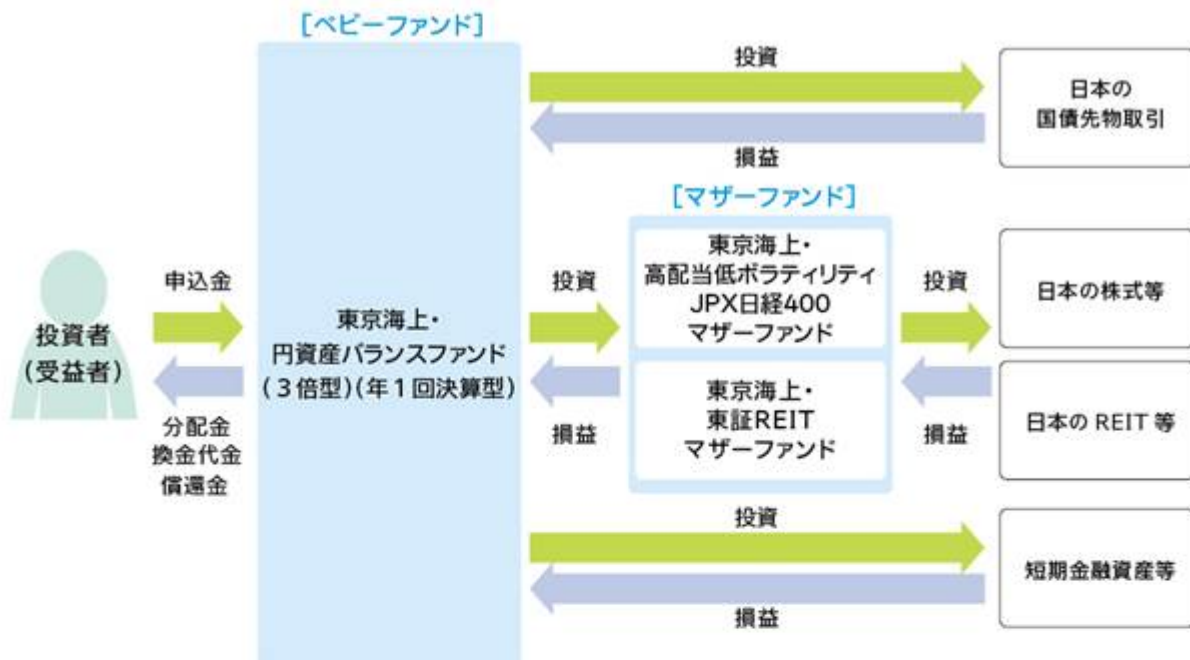 [ベビーファンド]
投資
日本の
国債先物取引
損益
[マザーファンド]
申込金
投資者
(受益者)
分配金
換金代金
償還金
東京海上・
円資産バランスファンド
(3倍型)(年1回決算型)
投資
損益
東京海上・
高配当低ボラティリティ
JPX日経400
マザーファンド
東京海上・
東証REIT
マザーファンド
投資
損益
日本の株式等
日本の REIT 等
投資
損益
短期金融資産等